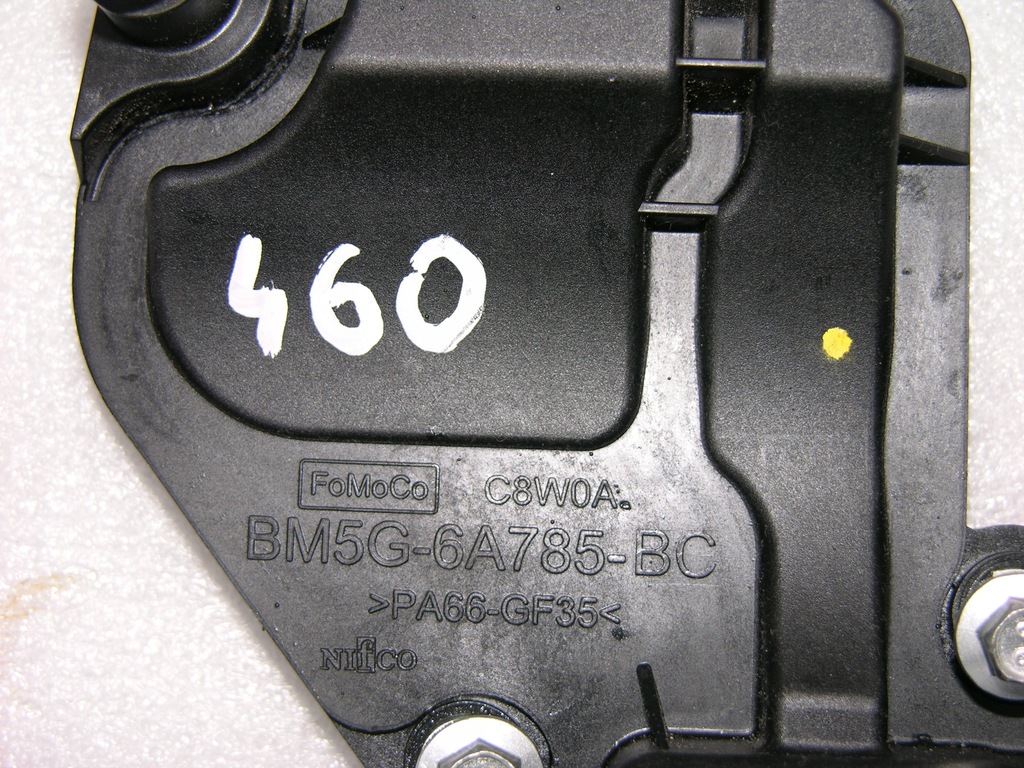 460
FoMoCo C8W0A
BM5G-6A785-BC
>PA66-GF35<
NIfCO